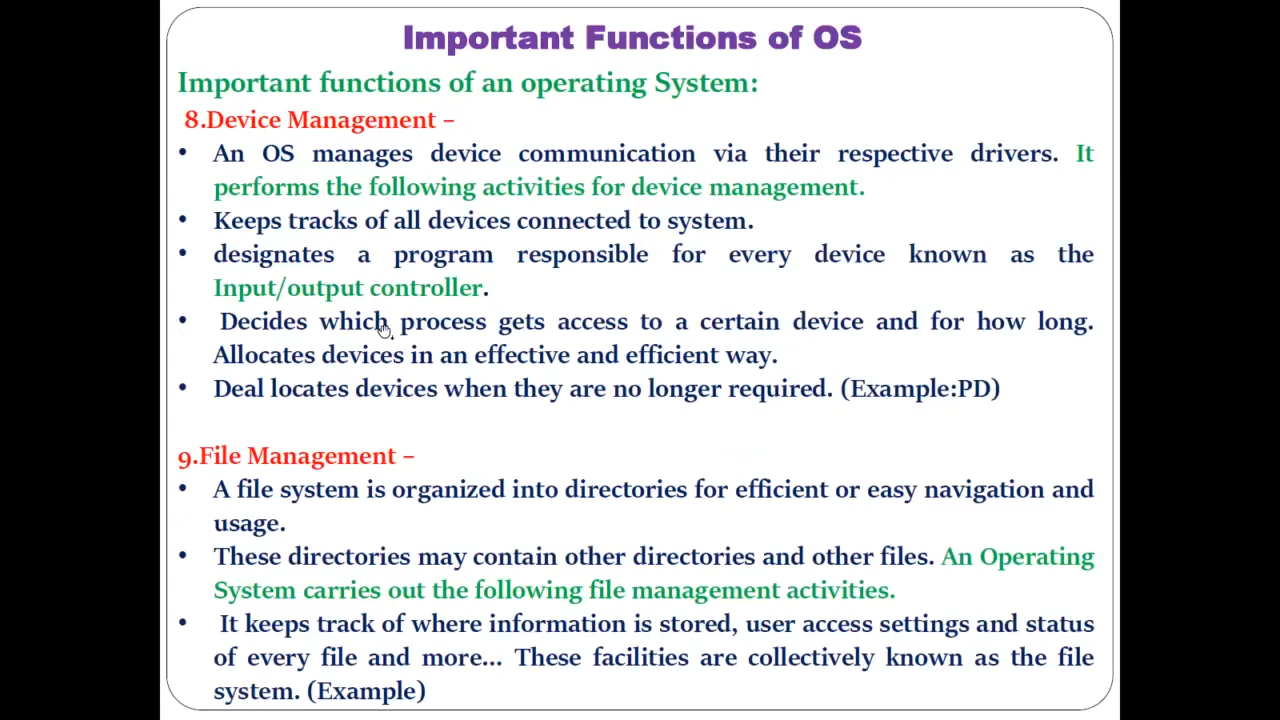 Important Functions of OS
Important functions of an operating System:
8.Device Management –
• An OS manages device communication via their respective drivers. It
performs the following activities for device management.
• Keeps tracks of all devices connected to system.
• designates a program responsible for every device known as the
Input/output controller.
• Decides which process gets access to a certain device and for how long.
Allocates devices in an effective and efficient way.
• Deal locates devices when they are no longer required. (Example:PD)
9.File Management –
• A file system is organized into directories for efficient or easy navigation and
usage.
• These directories may contain other directories and other files. An Operating
System carries out the following file management activities.
• It keeps track of where information is stored, user access settings and status
of every file and more... These facilities are collectively known as the file
system. (Example)